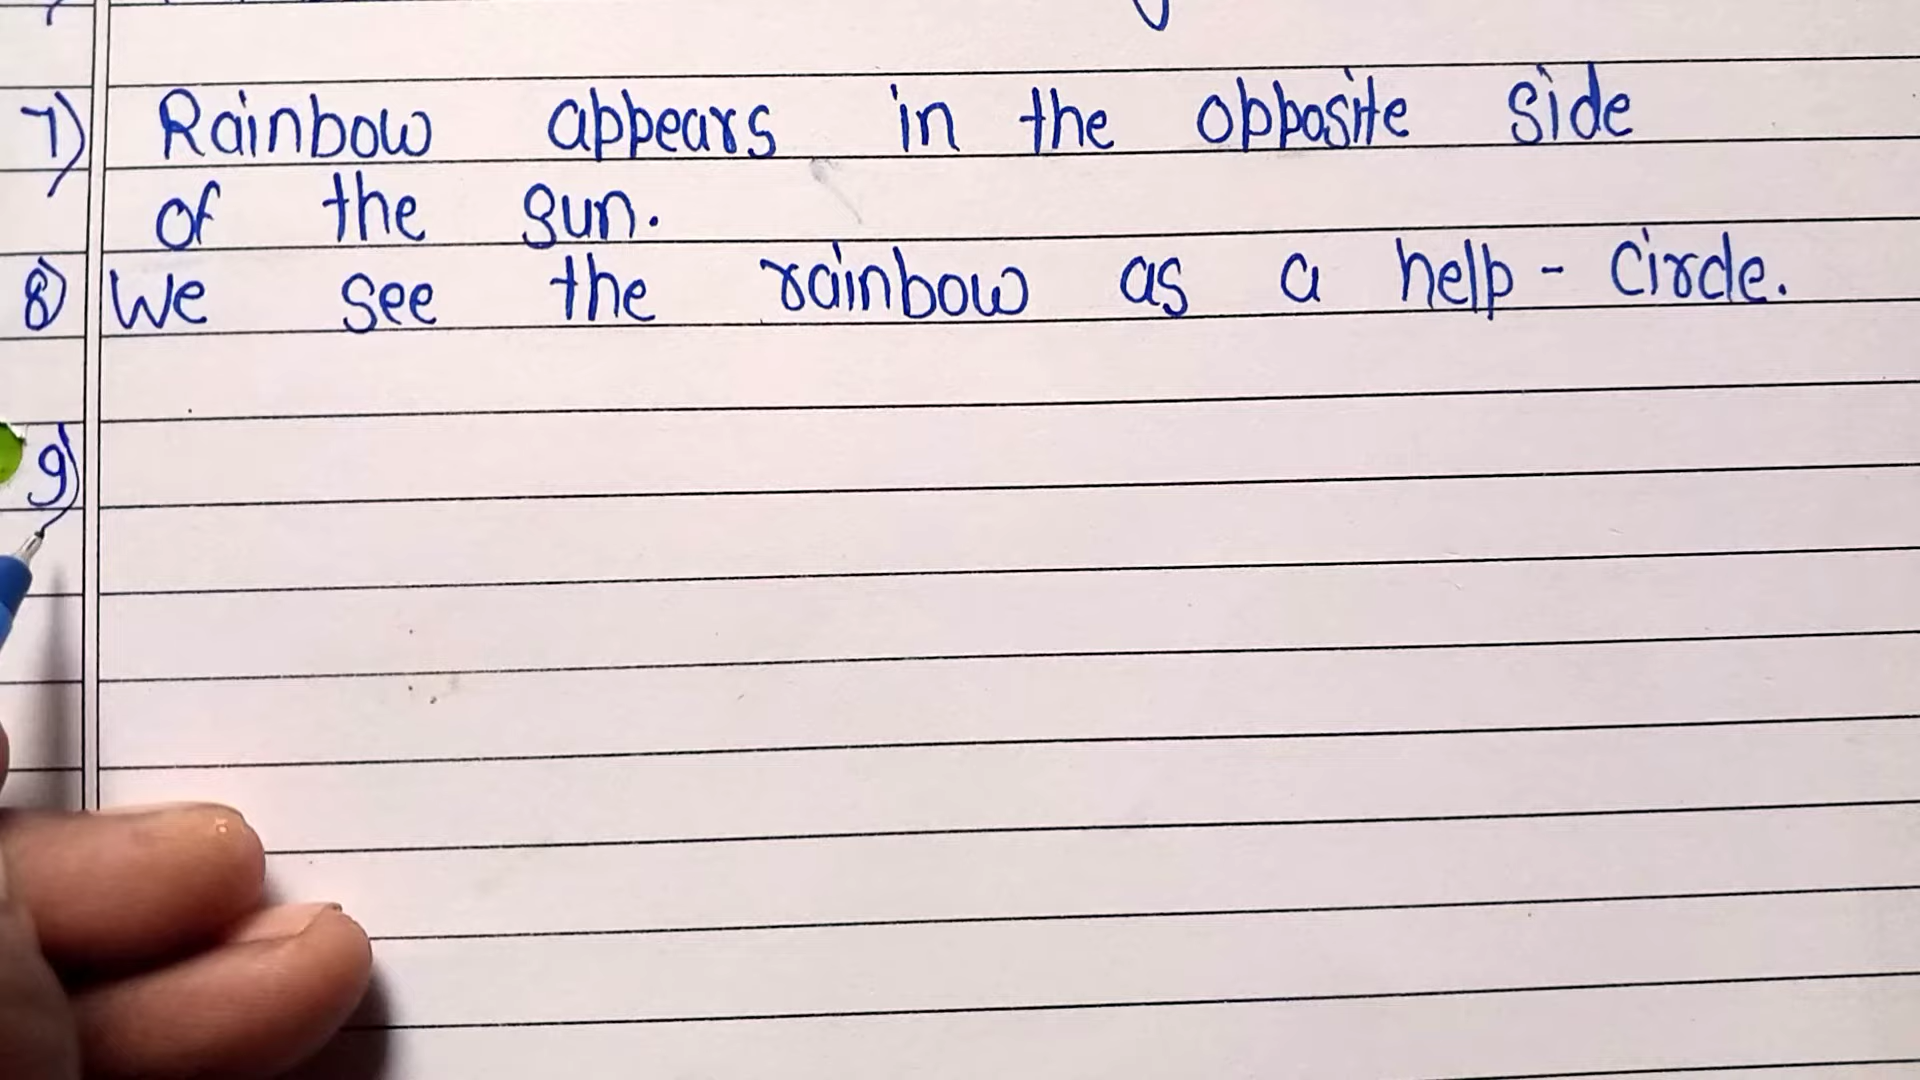 7) Rainbow appears in the opposite side
of the sun.
8) We see the rainbow as a help - Circle.
9)